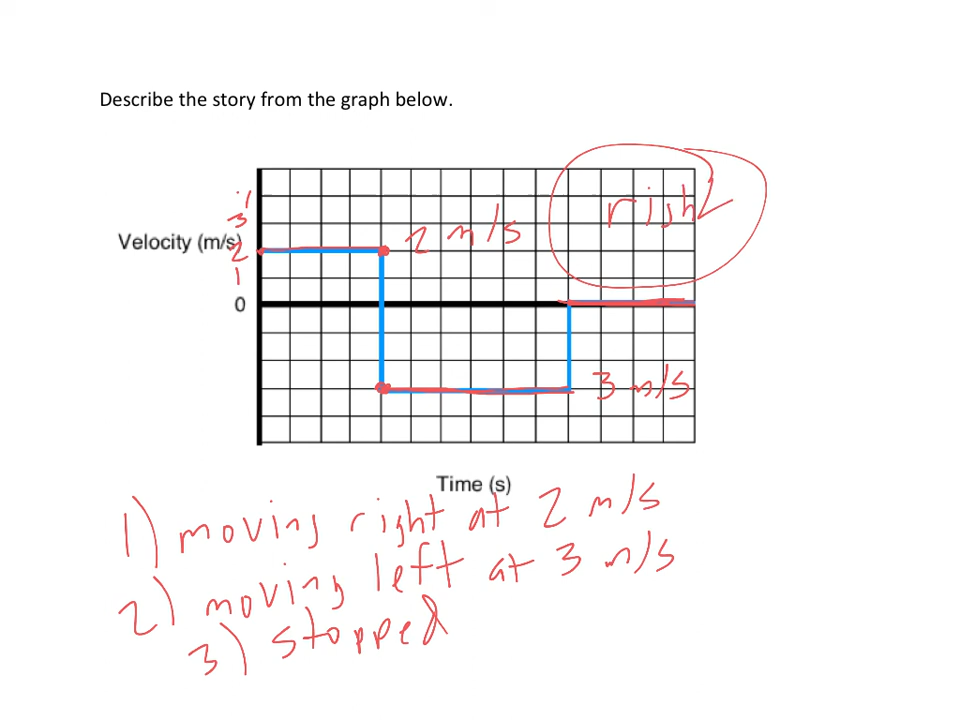 Describe the story from the graph below.
right
3
Velocity (m/s)
2
2 m/s
1
0
3 m/s
Time (s)
1) moving right at 2 m/s
2) moving left at 3 m/s
3) stopped